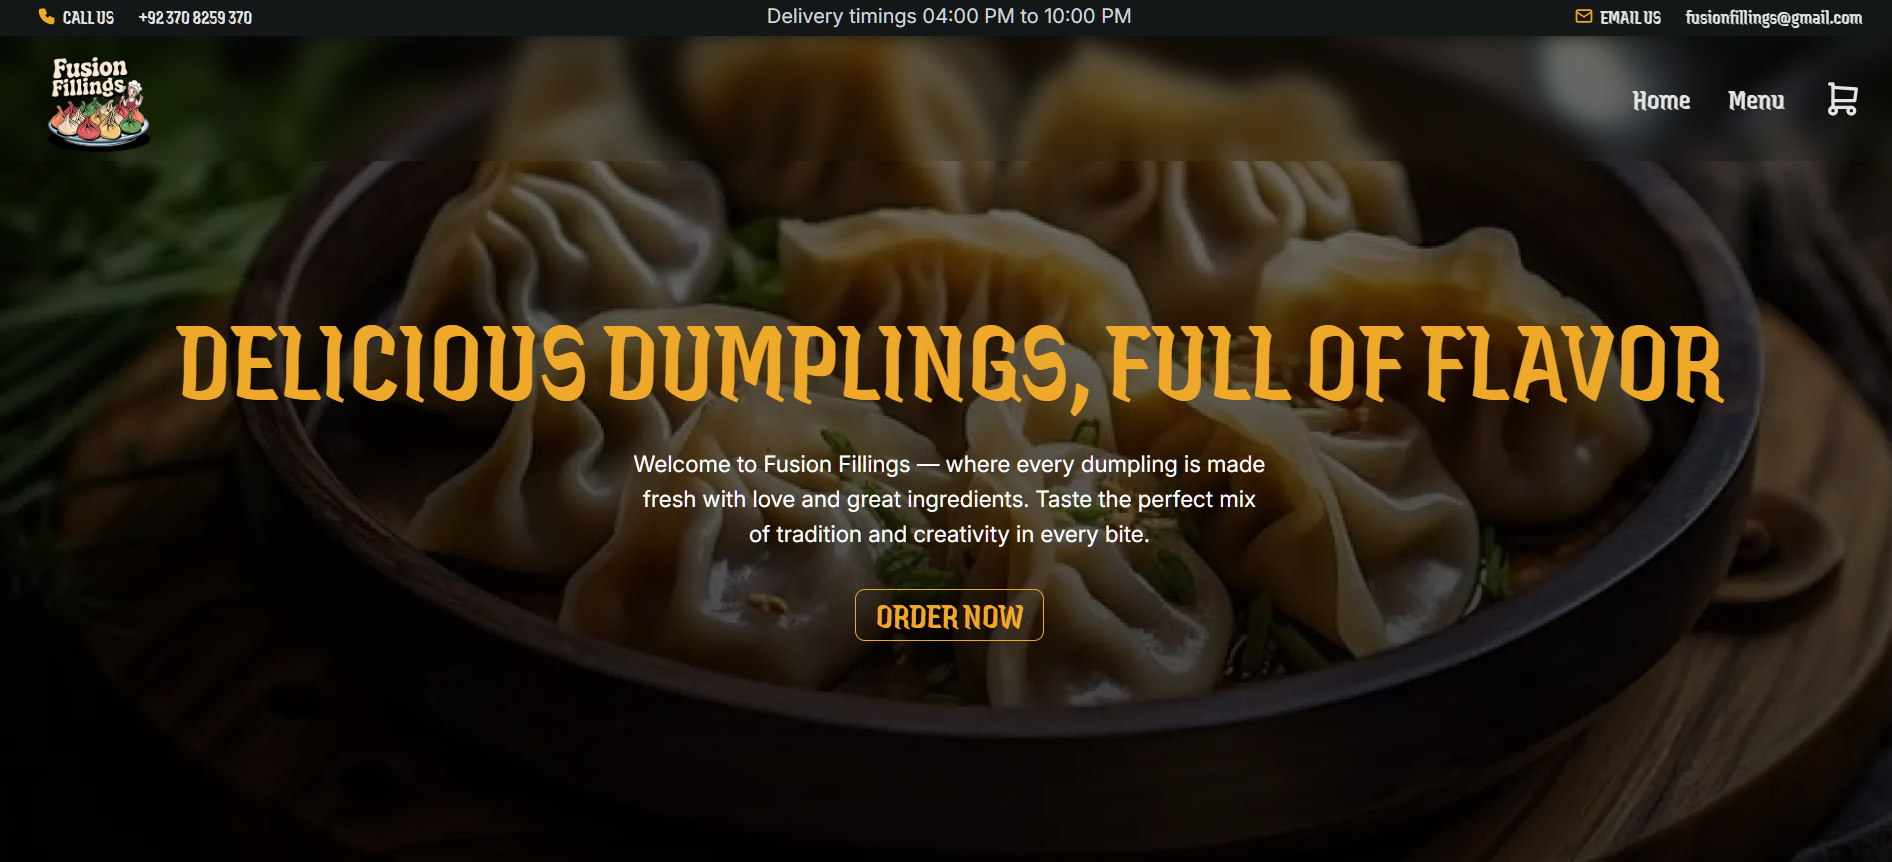 CALL US +92 370 8259 370
Delivery timings 04:00 PM to 10:00 PM
EMAIL US fusionfillings@gmail.com
Fusion
Fillings
Home Menu
DELICIOUS DUMPLINGS, FULL OF FLAVOR
Welcome to Fusion Fillings — where every dumpling is made
fresh with love and great ingredients. Taste the perfect mix
of tradition and creativity in every bite.
ORDER NOW